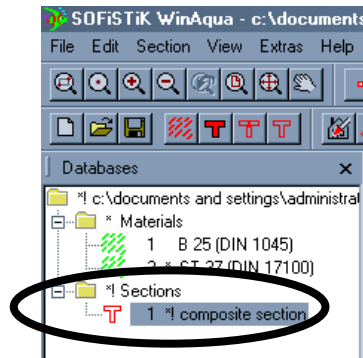 SOFiSTiK WinAqua - c:\documents
File Edit Section View Extras Help
Databases
*! c:\documents and settings\administrat
* Materials
1 B 25 (DIN 1045)
2 * ST 37 (DIN 17100)
*! Sections
1 *! composite section